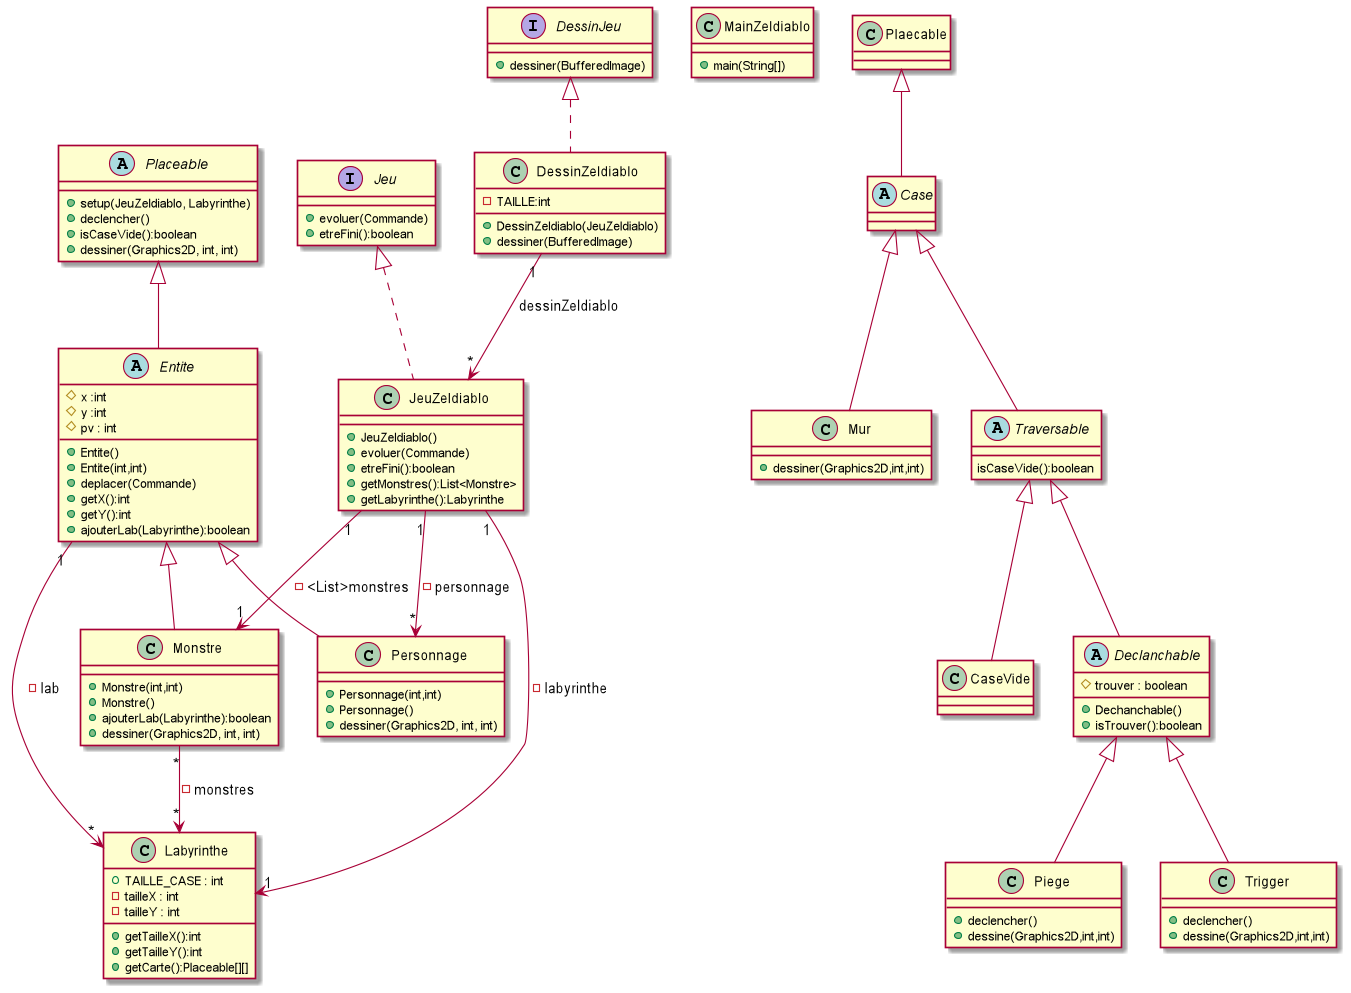 I DessinJeu
dessiner(BufferedImage)
C MainZeldiablo
main(String[])
C Plaecable
A Placeable
setup(JeuZeldiablo, Labyrinthe)
declencher()
isCaseVide():boolean
dessiner(Graphics2D, int, int)
I Jeu
evoluer(Commande)
etreFini():boolean
C DessinZeldiablo
TAILLE:int
DessinZeldiablo(JeuZeldiablo)
dessiner(BufferedImage)
A Case
1
dessinZeldiablo
*
A Entite
x :int
y :int
pv : int
Entite()
Entite(int,int)
deplacer(Commande)
getX():int
getY():int
ajouterLab(Labyrinthe):boolean
C JeuZeldiablo
JeuZeldiablo()
evoluer(Commande)
etreFini():boolean
getMonstres():List<Monstre>
getLabyrinthe():Labyrinthe
C Mur
dessiner(Graphics2D,int,int)
A Traversable
isCaseVide():boolean
1
1
1
1
<List>monstres
personnage
1
*
lab
labyrinthe
C Monstre
Monstre(int,int)
Monstre()
ajouterLab(Labyrinthe):boolean
dessiner(Graphics2D, int, int)
C Personnage
Personnage(int,int)
Personnage()
dessiner(Graphics2D, int, int)
C CaseVide
A Declanchable
trouver : boolean
Dechanchable()
isTrouver():boolean
*
monstres
*
*
1
C Labyrinthe
TAILLE_CASE : int
tailleX : int
tailleY : int
getTailleX():int
getTailleY():int
getCarte():Placeable[][]
C Piege
declencher()
dessine(Graphics2D,int,int)
C Trigger
declencher()
dessine(Graphics2D,int,int)